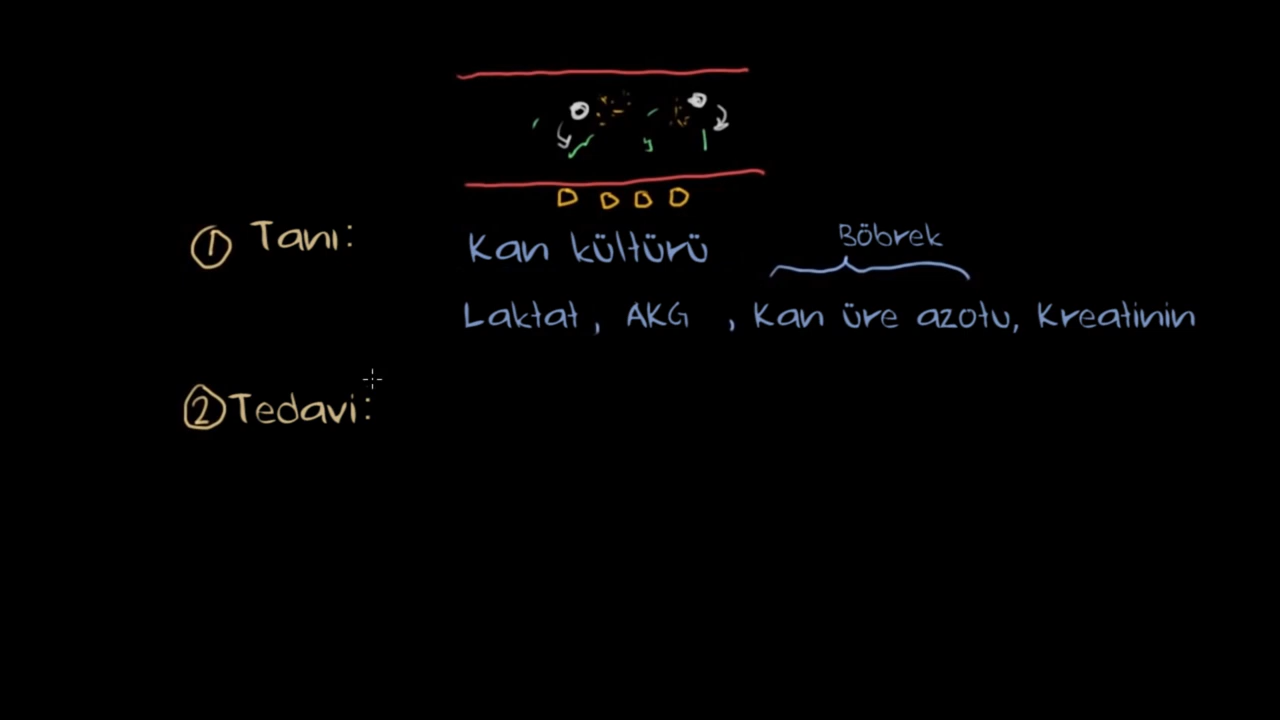 ① Tanı:
Kan kültürü
Böbrek
Laktat, AKG, Kan üre azotu, Kreatinin
② Tedavi: